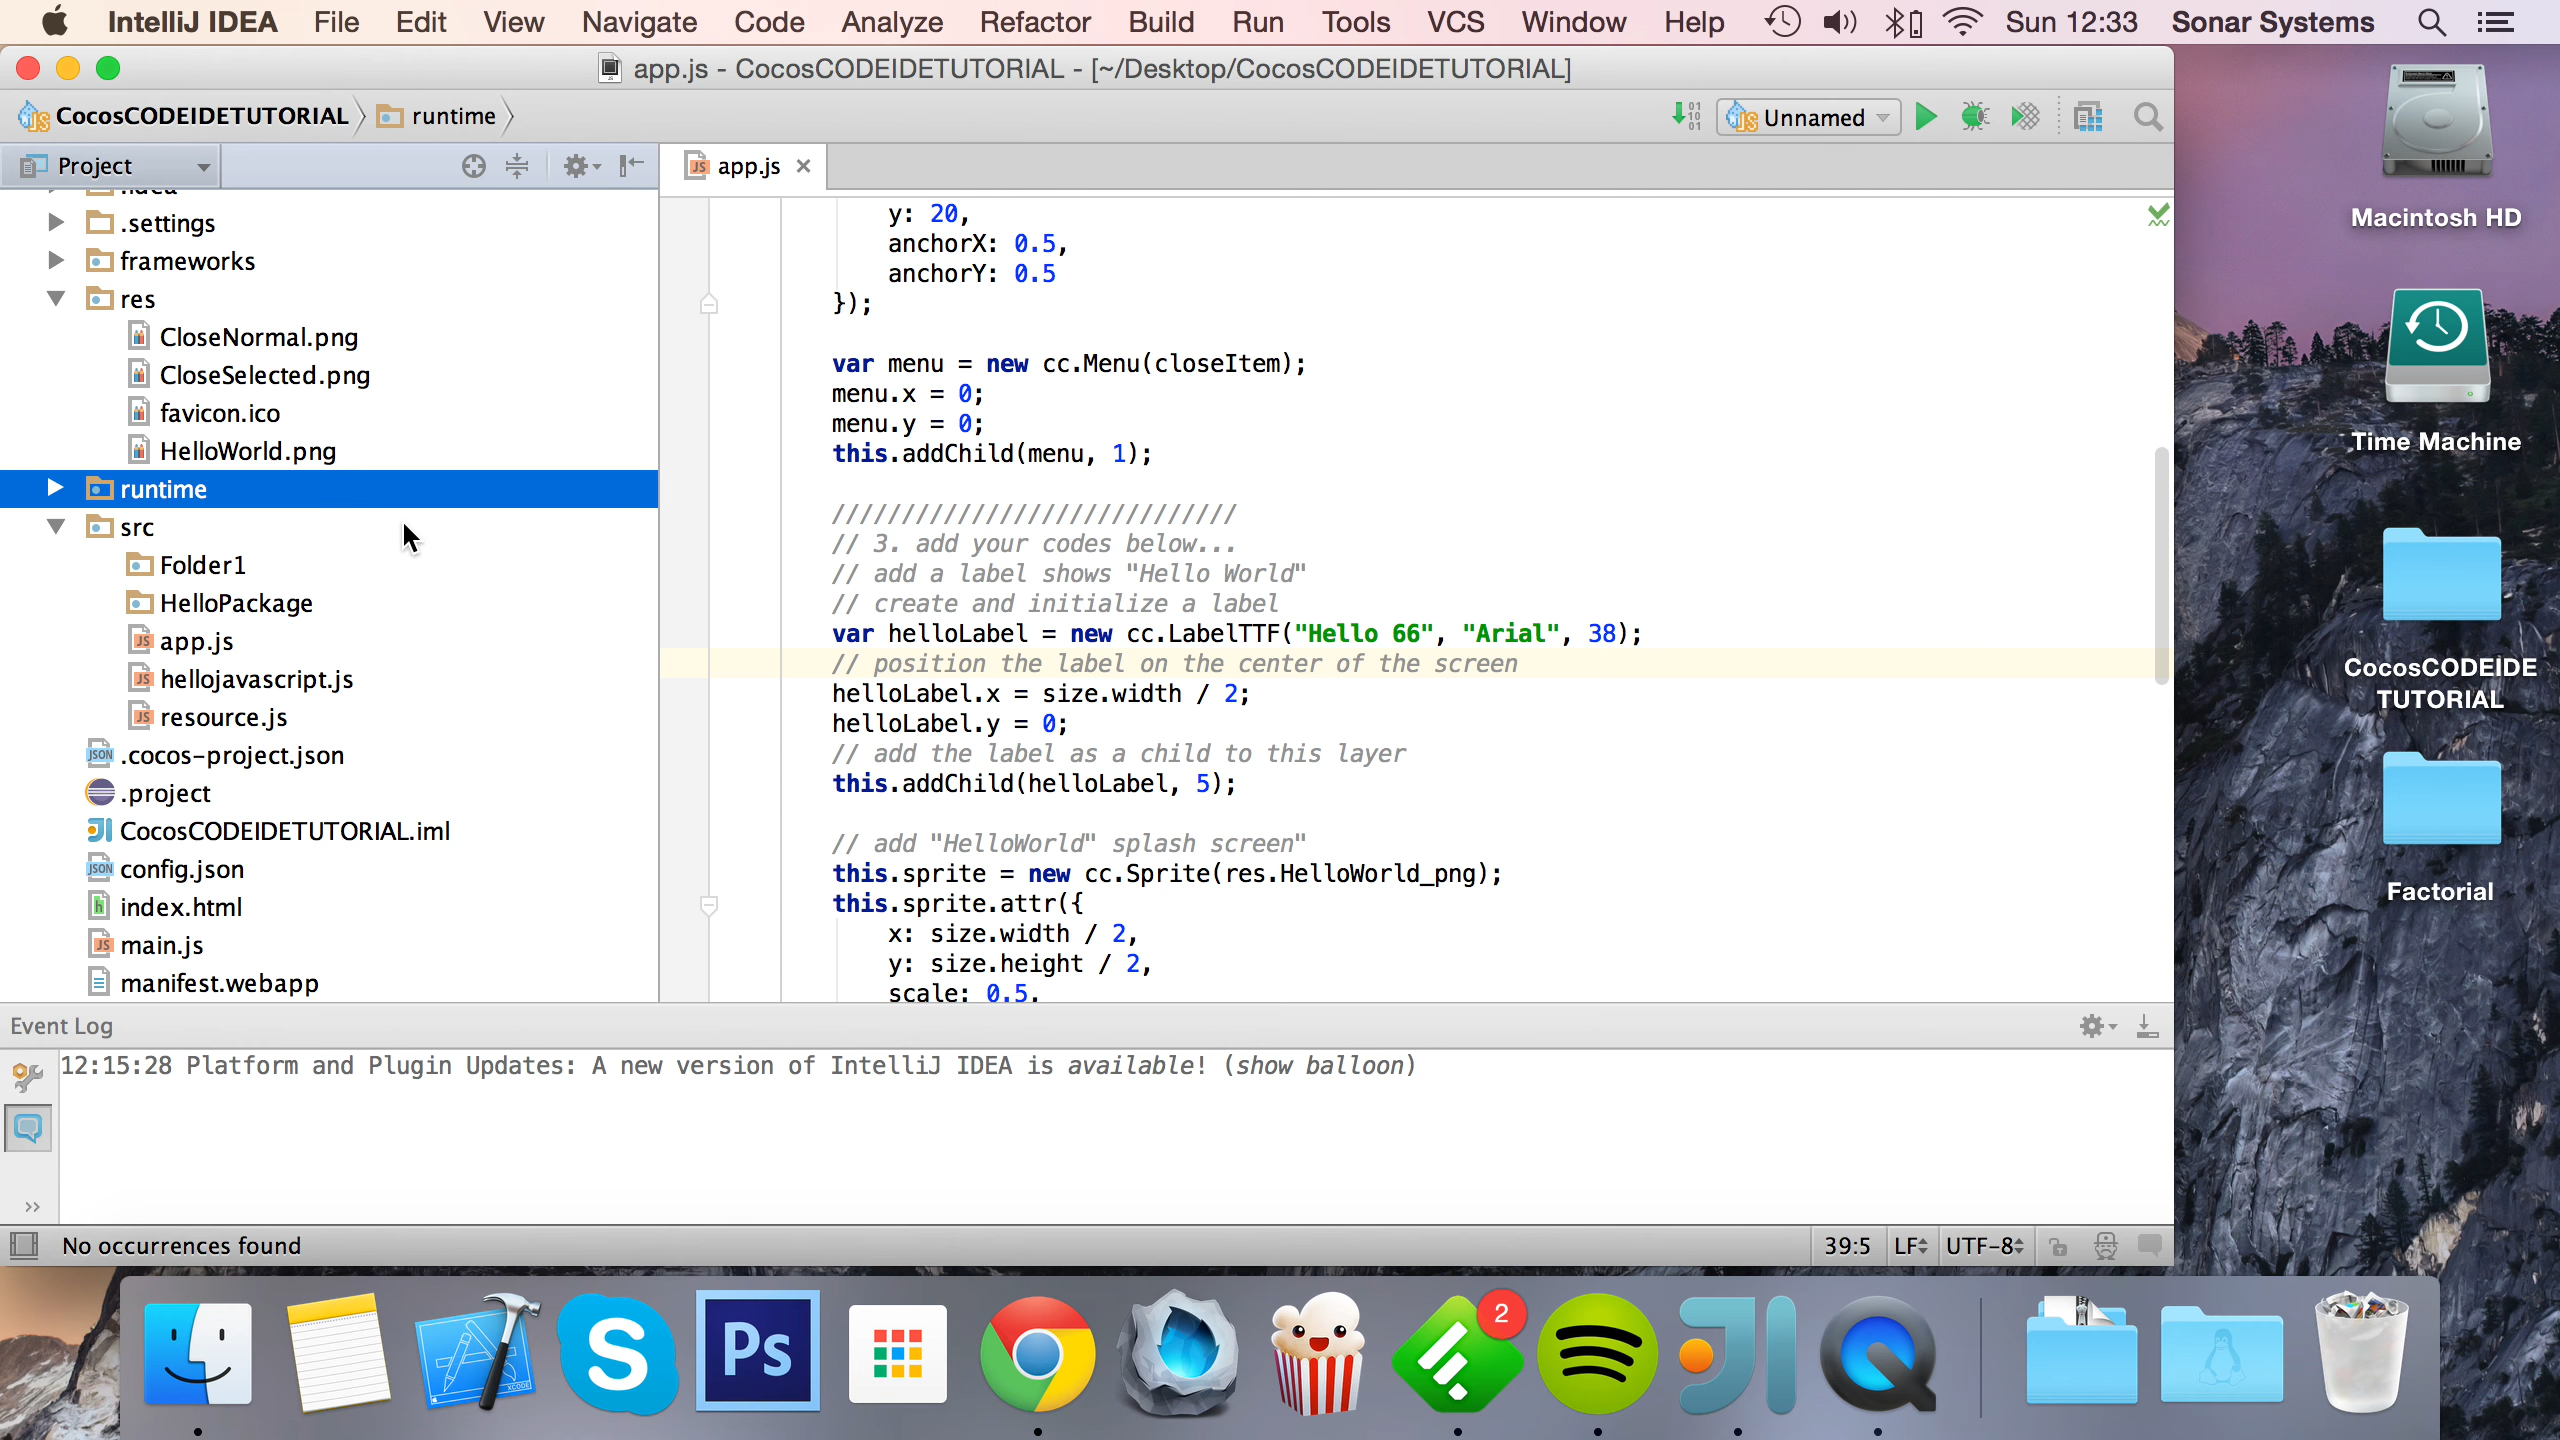 IntelliJ IDEA File Edit View Navigate Code Analyze Refactor Build Run Tools VCS Window Help Sun 12:33 Sonar Systems
app.js - CocosCODEIDETUTORIAL - [~/Desktop/CocosCODEIDETUTORIAL]
CocosCODEIDETUTORIAL runtime
Unnamed
Project
app.js
.idea
.settings
frameworks
res
CloseNormal.png
CloseSelected.png
favicon.ico
HelloWorld.png
runtime
src
Folder1
HelloPackage
app.js
hellojavascript.js
resource.js
.cocos-project.json
.project
CocosCODEIDETUTORIAL.iml
config.json
index.html
main.js
manifest.webapp
y: 20,
anchorX: 0.5,
anchorY: 0.5
});
var menu = new cc.Menu(closeItem);
menu.x = 0;
menu.y = 0;
this.addChild(menu, 1);
/////////////////////////////
// 3. add your codes below...
// add a label shows "Hello World"
// create and initialize a label
var helloLabel = new cc.LabelTTF("Hello 66", "Arial", 38);
// position the label on the center of the screen
helloLabel.x = size.width / 2;
helloLabel.y = 0;
// add the label as a child to this layer
this.addChild(helloLabel, 5);
// add "HelloWorld" splash screen"
this.sprite = new cc.Sprite(res.HelloWorld_png);
this.sprite.attr({
x: size.width / 2,
y: size.height / 2,
scale: 0.5,
Event Log
12:15:28 Platform and Plugin Updates: A new version of IntelliJ IDEA is available! (show balloon)
No occurrences found
39:5 LF UTF-8
Macintosh HD
Time Machine
CocosCODEIDE
TUTORIAL
Factorial
XCODE
S
Ps
2